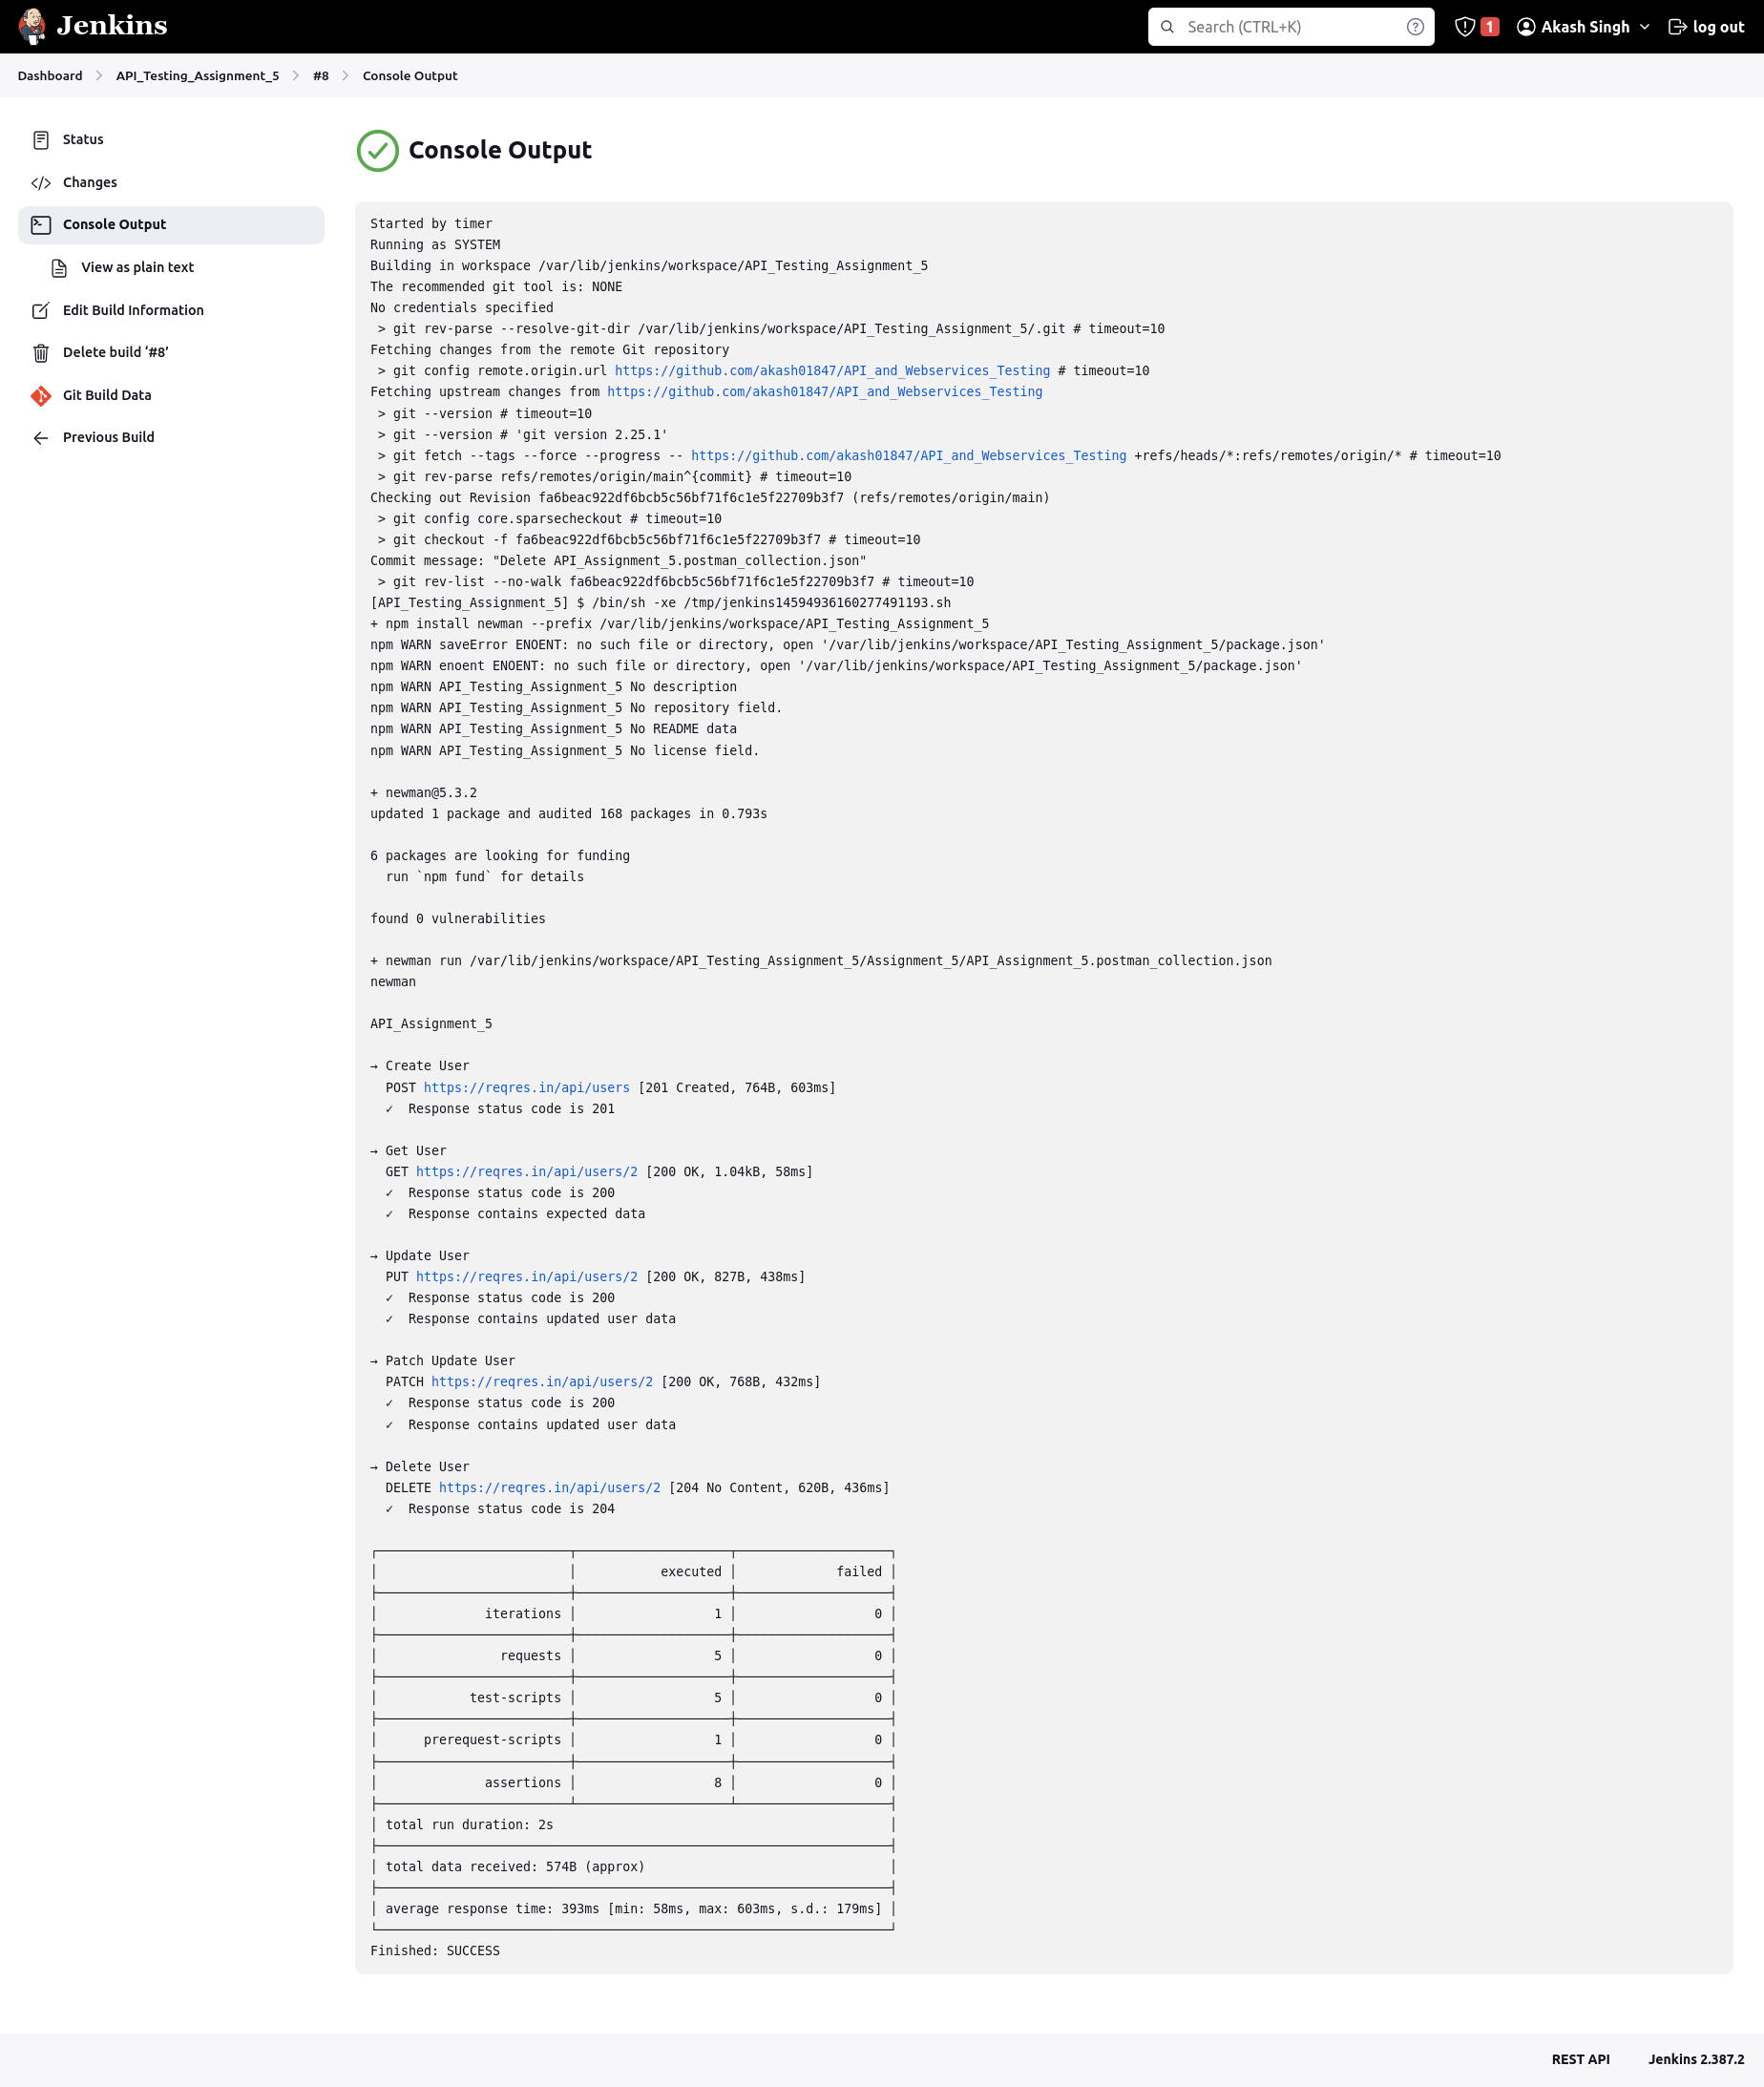 Jenkins
Search (CTRL+K)
1
Akash Singh
log out
Dashboard
API_Testing_Assignment_5
#8
Console Output
Status
Changes
Console Output
View as plain text
Edit Build Information
Delete build ‘#8’
Git Build Data
Previous Build
Console Output
Started by timer
Running as SYSTEM
Building in workspace /var/lib/jenkins/workspace/API_Testing_Assignment_5
The recommended git tool is: NONE
No credentials specified
 > git rev-parse --resolve-git-dir /var/lib/jenkins/workspace/API_Testing_Assignment_5/.git # timeout=10
Fetching changes from the remote Git repository
 > git config remote.origin.url https://github.com/akash01847/API_and_Webservices_Testing # timeout=10
Fetching upstream changes from https://github.com/akash01847/API_and_Webservices_Testing
 > git --version # timeout=10
 > git --version # 'git version 2.25.1'
 > git fetch --tags --force --progress -- https://github.com/akash01847/API_and_Webservices_Testing +refs/heads/*:refs/remotes/origin/* # timeout=10
 > git rev-parse refs/remotes/origin/main^{commit} # timeout=10
Checking out Revision fa6beac922df6bcb5c56bf71f6c1e5f22709b3f7 (refs/remotes/origin/main)
 > git config core.sparsecheckout # timeout=10
 > git checkout -f fa6beac922df6bcb5c56bf71f6c1e5f22709b3f7 # timeout=10
Commit message: "Delete API_Assignment_5.postman_collection.json"
 > git rev-list --no-walk fa6beac922df6bcb5c56bf71f6c1e5f22709b3f7 # timeout=10
[API_Testing_Assignment_5] $ /bin/sh -xe /tmp/jenkins14594936160277491193.sh
+ npm install newman --prefix /var/lib/jenkins/workspace/API_Testing_Assignment_5
npm WARN saveError ENOENT: no such file or directory, open '/var/lib/jenkins/workspace/API_Testing_Assignment_5/package.json'
npm WARN enoent ENOENT: no such file or directory, open '/var/lib/jenkins/workspace/API_Testing_Assignment_5/package.json'
npm WARN API_Testing_Assignment_5 No description
npm WARN API_Testing_Assignment_5 No repository field.
npm WARN API_Testing_Assignment_5 No README data
npm WARN API_Testing_Assignment_5 No license field.
+ newman@5.3.2
updated 1 package and audited 168 packages in 0.793s
6 packages are looking for funding
  run `npm fund` for details
found 0 vulnerabilities
+ newman run /var/lib/jenkins/workspace/API_Testing_Assignment_5/Assignment_5/API_Assignment_5.postman_collection.json
newman
API_Assignment_5
→ Create User
  POST https://reqres.in/api/users [201 Created, 764B, 603ms]
  ✓  Response status code is 201
→ Get User
  GET https://reqres.in/api/users/2 [200 OK, 1.04kB, 58ms]
  ✓  Response status code is 200
  ✓  Response contains expected data
→ Update User
  PUT https://reqres.in/api/users/2 [200 OK, 827B, 438ms]
  ✓  Response status code is 200
  ✓  Response contains updated user data
→ Patch Update User
  PATCH https://reqres.in/api/users/2 [200 OK, 768B, 432ms]
  ✓  Response status code is 200
  ✓  Response contains updated user data
→ Delete User
  DELETE https://reqres.in/api/users/2 [204 No Content, 620B, 436ms]
  ✓  Response status code is 204
executed failed
iterations 1 0
requests 5 0
test-scripts 5 0
prerequest-scripts 1 0
assertions 8 0
total run duration: 2s
total data received: 574B (approx)
average response time: 393ms [min: 58ms, max: 603ms, s.d.: 179ms]
Finished: SUCCESS
REST API
Jenkins 2.387.2